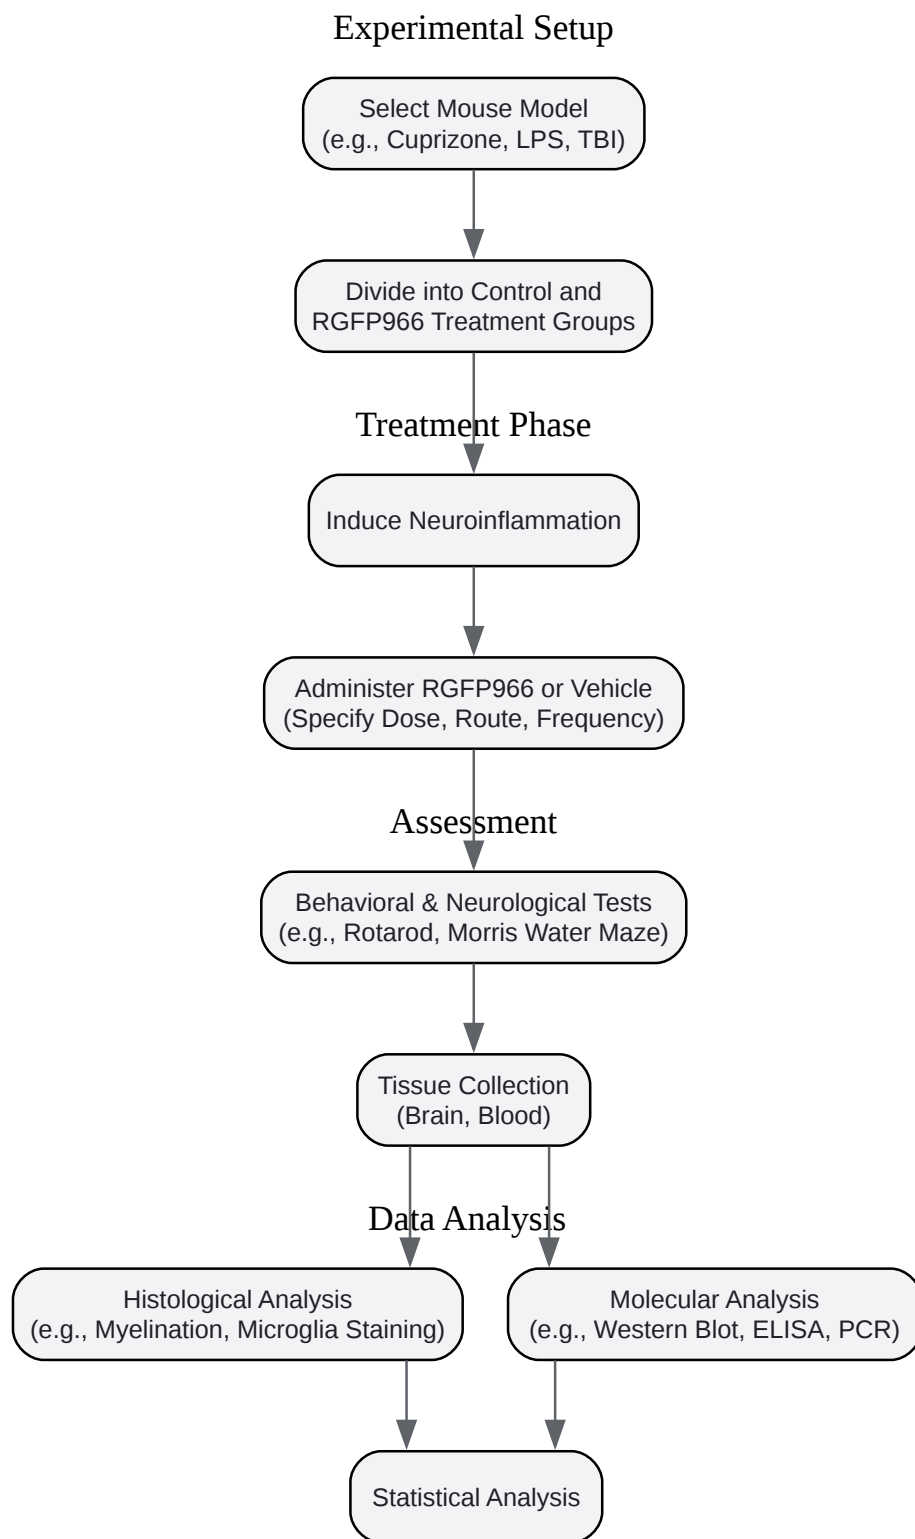 Experimental Setup
Select Mouse Model
(e.g., Cuprizone, LPS, TBI)
Divide into Control and
RGFP966 Treatment Groups
Treatment Phase
Induce Neuroinflammation
Administer RGFP966 or Vehicle
(Specify Dose, Route, Frequency)
Assessment
Behavioral & Neurological Tests
(e.g., Rotarod, Morris Water Maze)
Tissue Collection
(Brain, Blood)
Data Analysis
Histological Analysis
(e.g., Myelination, Microglia Staining)
Molecular Analysis
(e.g., Western Blot, ELISA, PCR)
Statistical Analysis